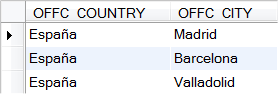 OFFC_COUNTRY OFFC_CITY
España Madrid
España Barcelona
España Valladolid